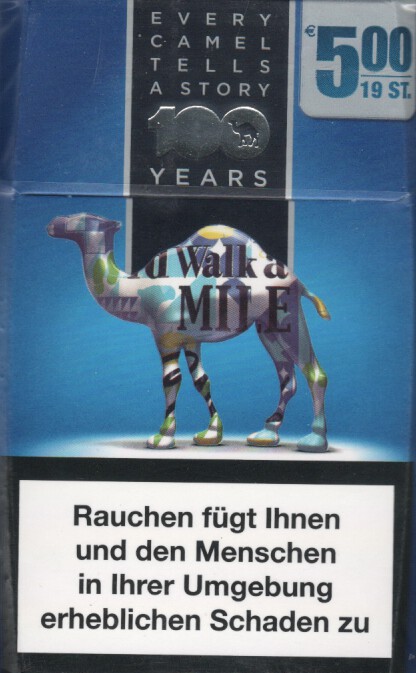 EVERY
CAMEL
TELLS
A STORY
100
YEARS
€5.00
19 ST.
d Walk a
MILE
Rauchen fügt Ihnen
und den Menschen
in Ihrer Umgebung
erheblichen Schaden zu